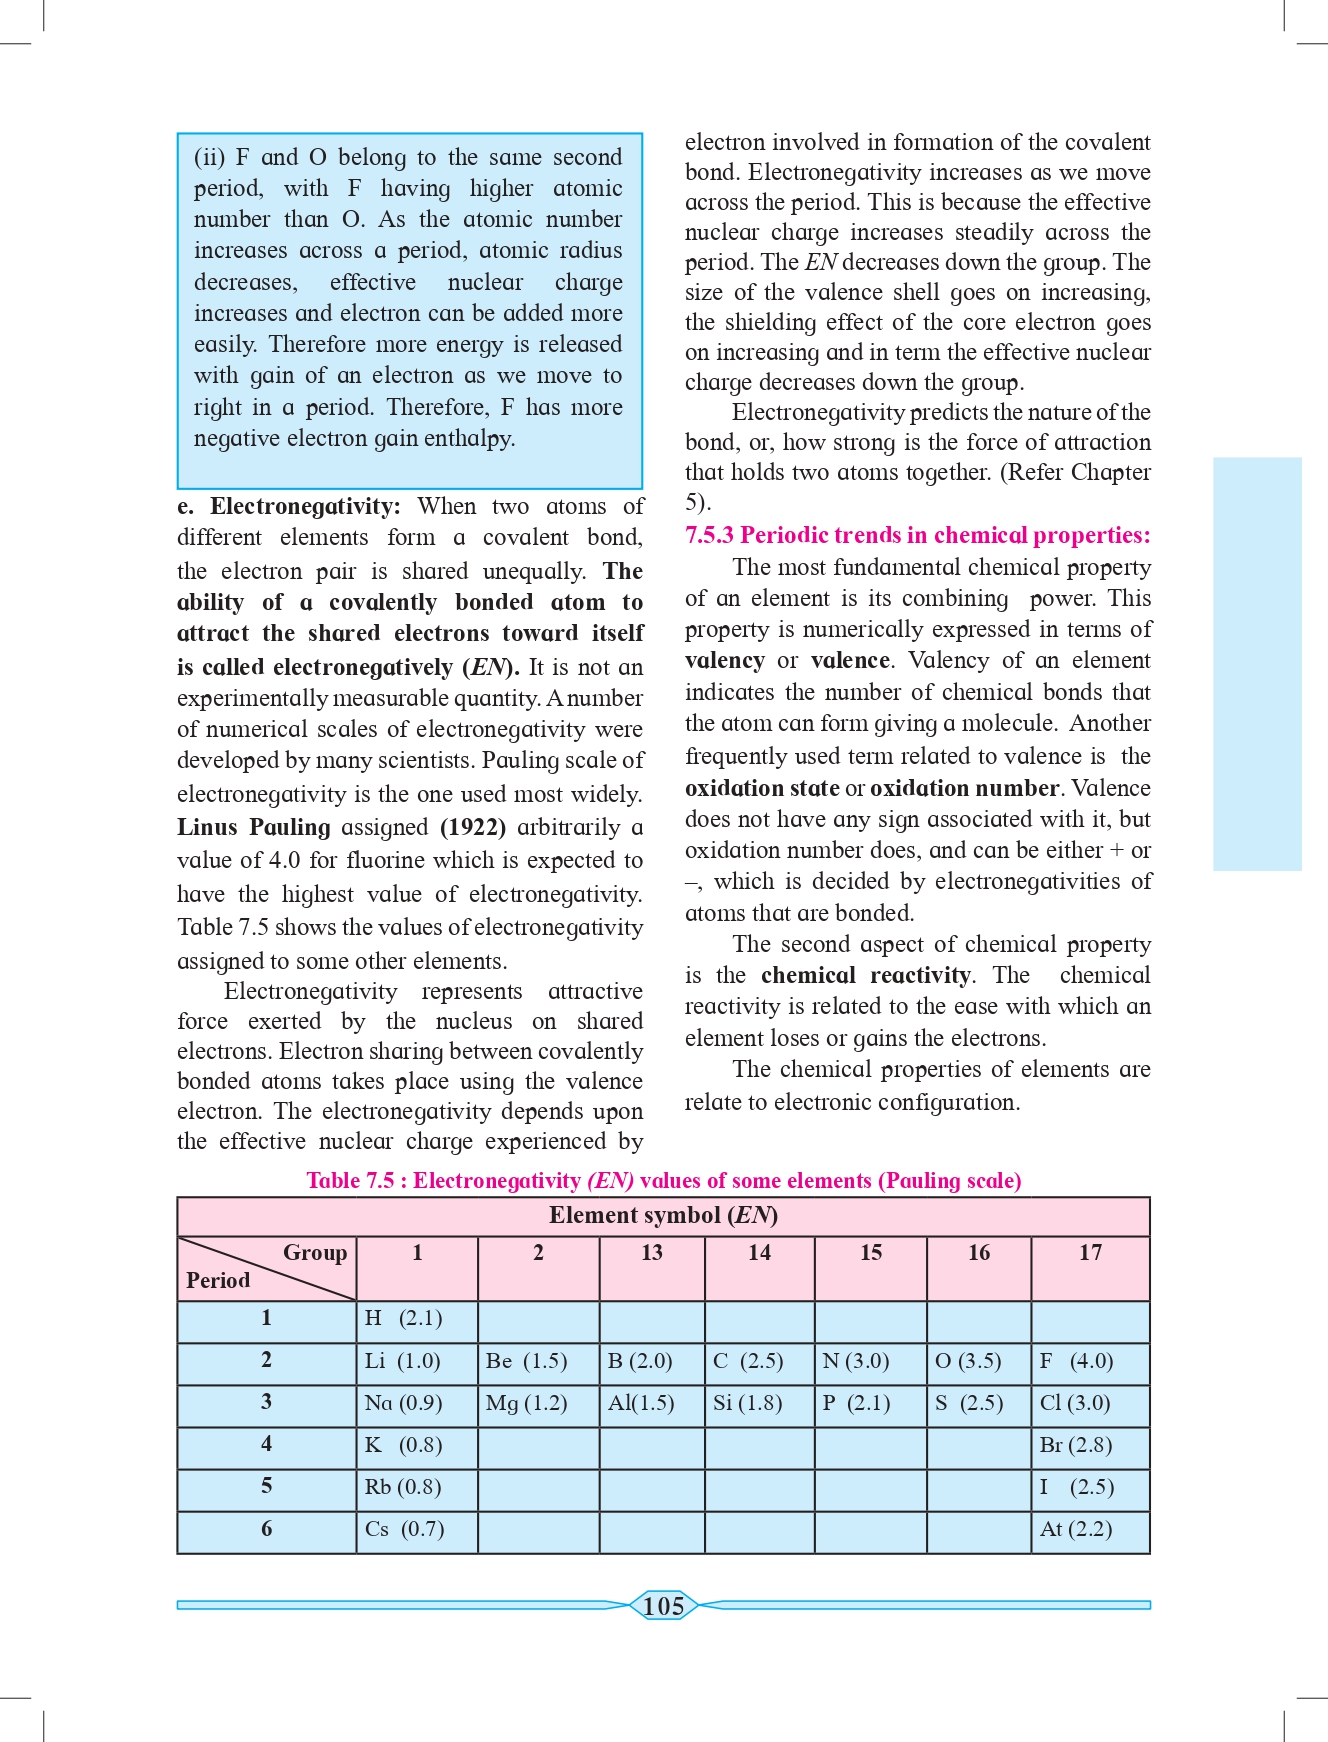 (ii) F and O belong to the same second
period, with F having higher atomic
number than O. As the atomic number
increases across a period, atomic radius
decreases, effective nuclear charge
increases and electron can be added more
easily. Therefore more energy is released
with gain of an electron as we move to
right in a period. Therefore, F has more
negative electron gain enthalpy.
e. Electronegativity: When two atoms of
different elements form a covalent bond,
the electron pair is shared unequally. The
ability of a covalently bonded atom to
attract the shared electrons toward itself
is called electronegatively (EN). It is not an
experimentally measurable quantity. A number
of numerical scales of electronegativity were
developed by many scientists. Pauling scale of
electronegativity is the one used most widely.
Linus Pauling assigned (1922) arbitrarily a
value of 4.0 for fluorine which is expected to
have the highest value of electronegativity.
Table 7.5 shows the values of electronegativity
assigned to some other elements.
Electronegativity represents attractive
force exerted by the nucleus on shared
electrons. Electron sharing between covalently
bonded atoms takes place using the valence
electron. The electronegativity depends upon
the effective nuclear charge experienced by
electron involved in formation of the covalent
bond. Electronegativity increases as we move
across the period. This is because the effective
nuclear charge increases steadily across the
period. The EN decreases down the group. The
size of the valence shell goes on increasing,
the shielding effect of the core electron goes
on increasing and in term the effective nuclear
charge decreases down the group.
Electronegativity predicts the nature of the
bond, or, how strong is the force of attraction
that holds two atoms together. (Refer Chapter
5).
7.5.3 Periodic trends in chemical properties:
The most fundamental chemical property
of an element is its combining power. This
property is numerically expressed in terms of
valency or valence. Valency of an element
indicates the number of chemical bonds that
the atom can form giving a molecule. Another
frequently used term related to valence is the
oxidation state or oxidation number. Valence
does not have any sign associated with it, but
oxidation number does, and can be either + or
–, which is decided by electronegativities of
atoms that are bonded.
The second aspect of chemical property
is the chemical reactivity. The chemical
reactivity is related to the ease with which an
element loses or gains the electrons.
The chemical properties of elements are
relate to electronic configuration.
Table 7.5 : Electronegativity (EN) values of some elements (Pauling scale)
Element symbol (EN)
Group 1 2 13 14 15 16 17
Period
1 H (2.1)
2 Li (1.0) Be (1.5) B (2.0) C (2.5) N (3.0) O (3.5) F (4.0)
3 Na (0.9) Mg (1.2) Al(1.5) Si (1.8) P (2.1) S (2.5) Cl (3.0)
4 K (0.8) Br (2.8)
5 Rb (0.8) I (2.5)
6 Cs (0.7) At (2.2)
105